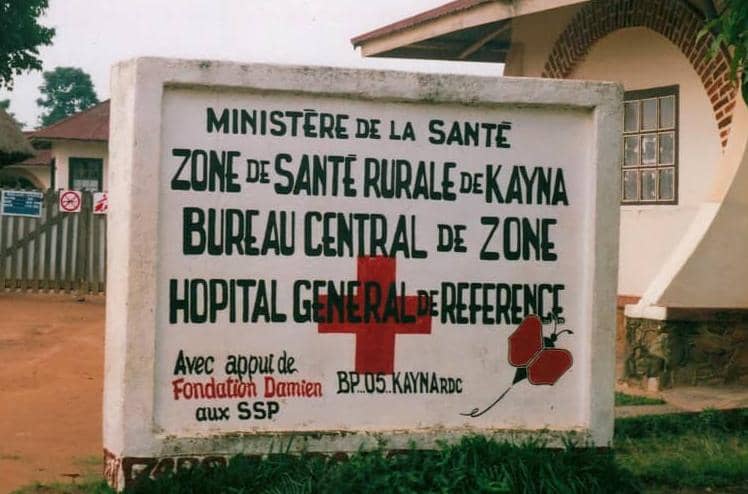 MINISTĒRE DE LA SANTÉ
ZONE DE SANTÉ RURALE DE KAYNA
BUREAU CENTRAL DE ZONE
HOPITAL GENERAL DE REFERENCE
Avec appui de
Fondation Damien
aux SSP
BP..05..KAYNA RDC